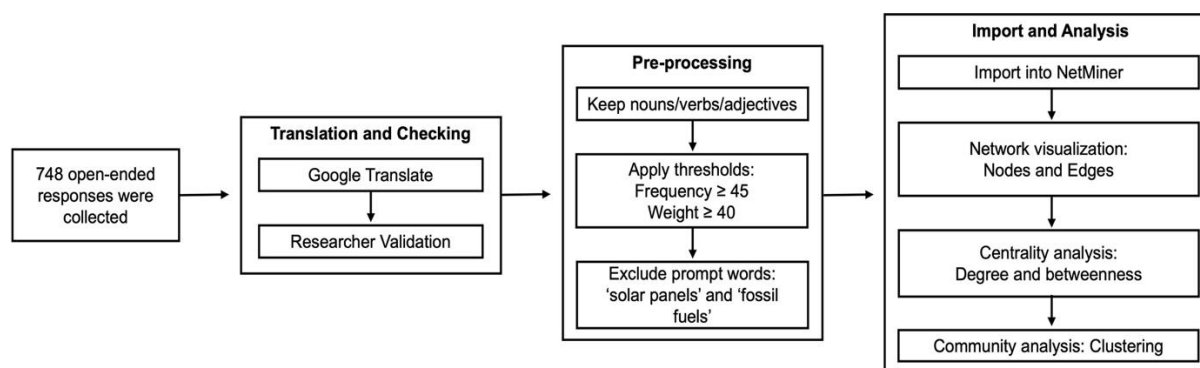 748 open-ended
responses were
collected
Translation and Checking
Google Translate
Researcher Validation
Pre-processing
Keep nouns/verbs/adjectives
Apply thresholds:
Frequency ≥ 45
Weight ≥ 40
Exclude prompt words:
‘solar panels’ and ‘fossil
fuels’
Import and Analysis
Import into NetMiner
Network visualization:
Nodes and Edges
Centrality analysis:
Degree and betweenness
Community analysis: Clustering